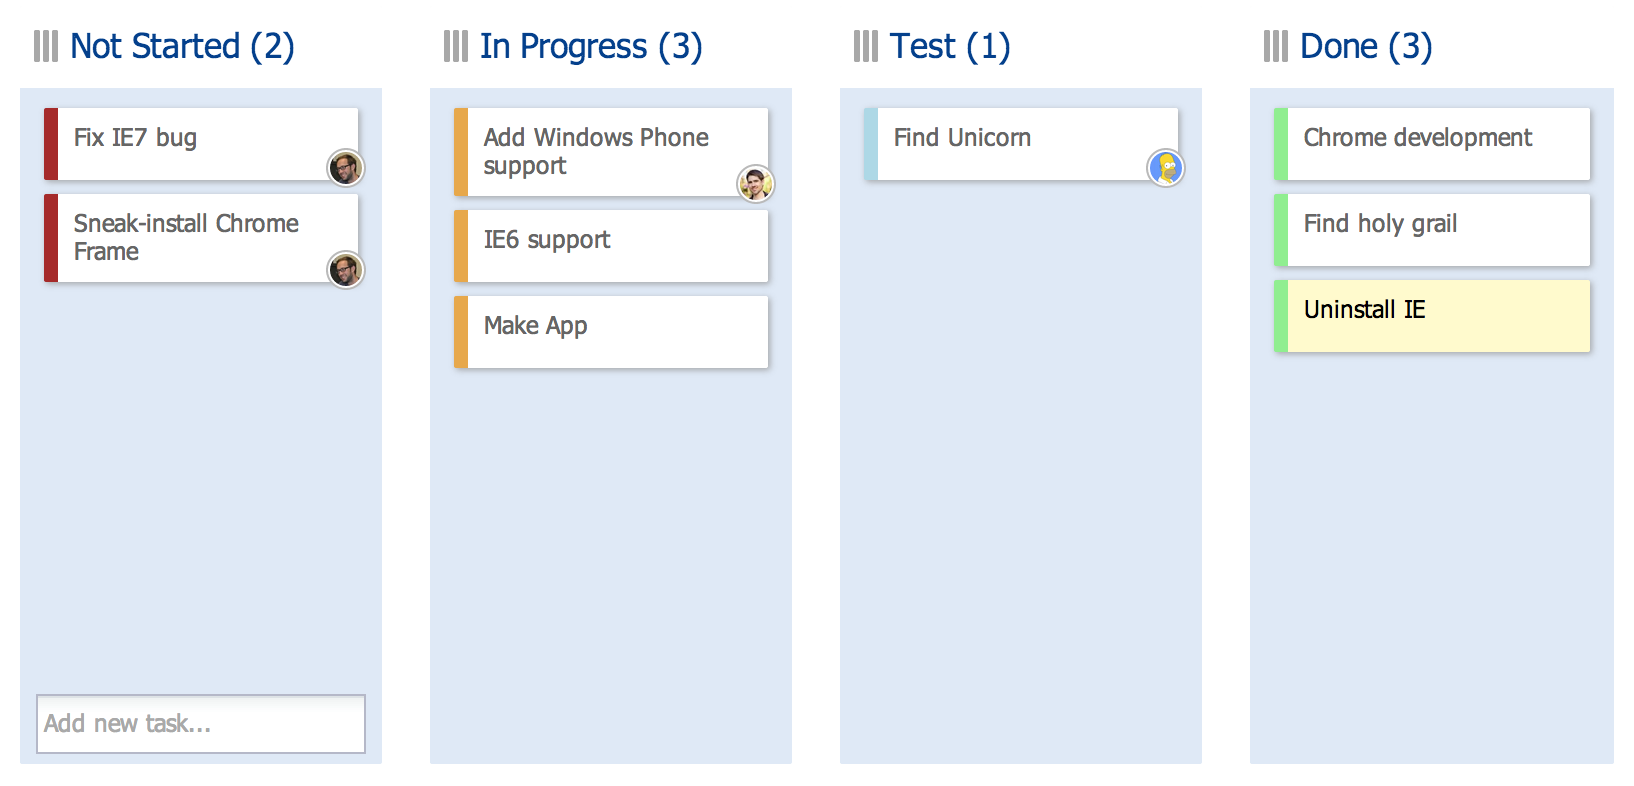 Not Started (2)
Fix IE7 bug
Sneak-install Chrome
Frame
Add new task...
In Progress (3)
Add Windows Phone
support
IE6 support
Make App
Test (1)
Find Unicorn
Done (3)
Chrome development
Find holy grail
Uninstall IE